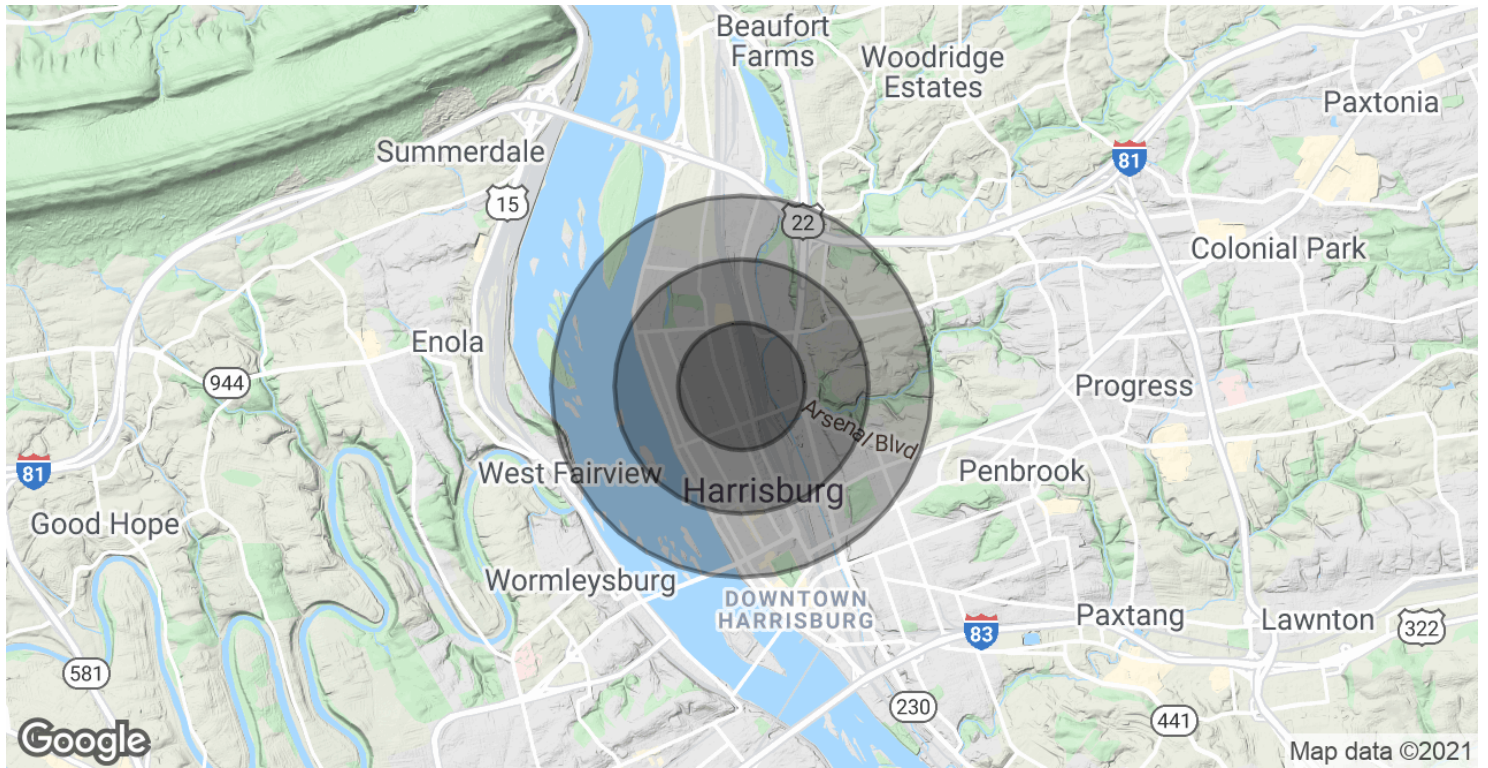 Beaufort
Farms
Woodridge
Estates
Paxtonia
Summerdale
81
15
22
Colonial Park
Enola
944
Progress
Arsenal Blvd
81
West Fairview
Penbrook
Harrisburg
Good Hope
Wormleysburg
DOWNTOWN
HARRISBURG
83
Paxtang
Lawnton
322
581
230
441
Google
Map data ©2021